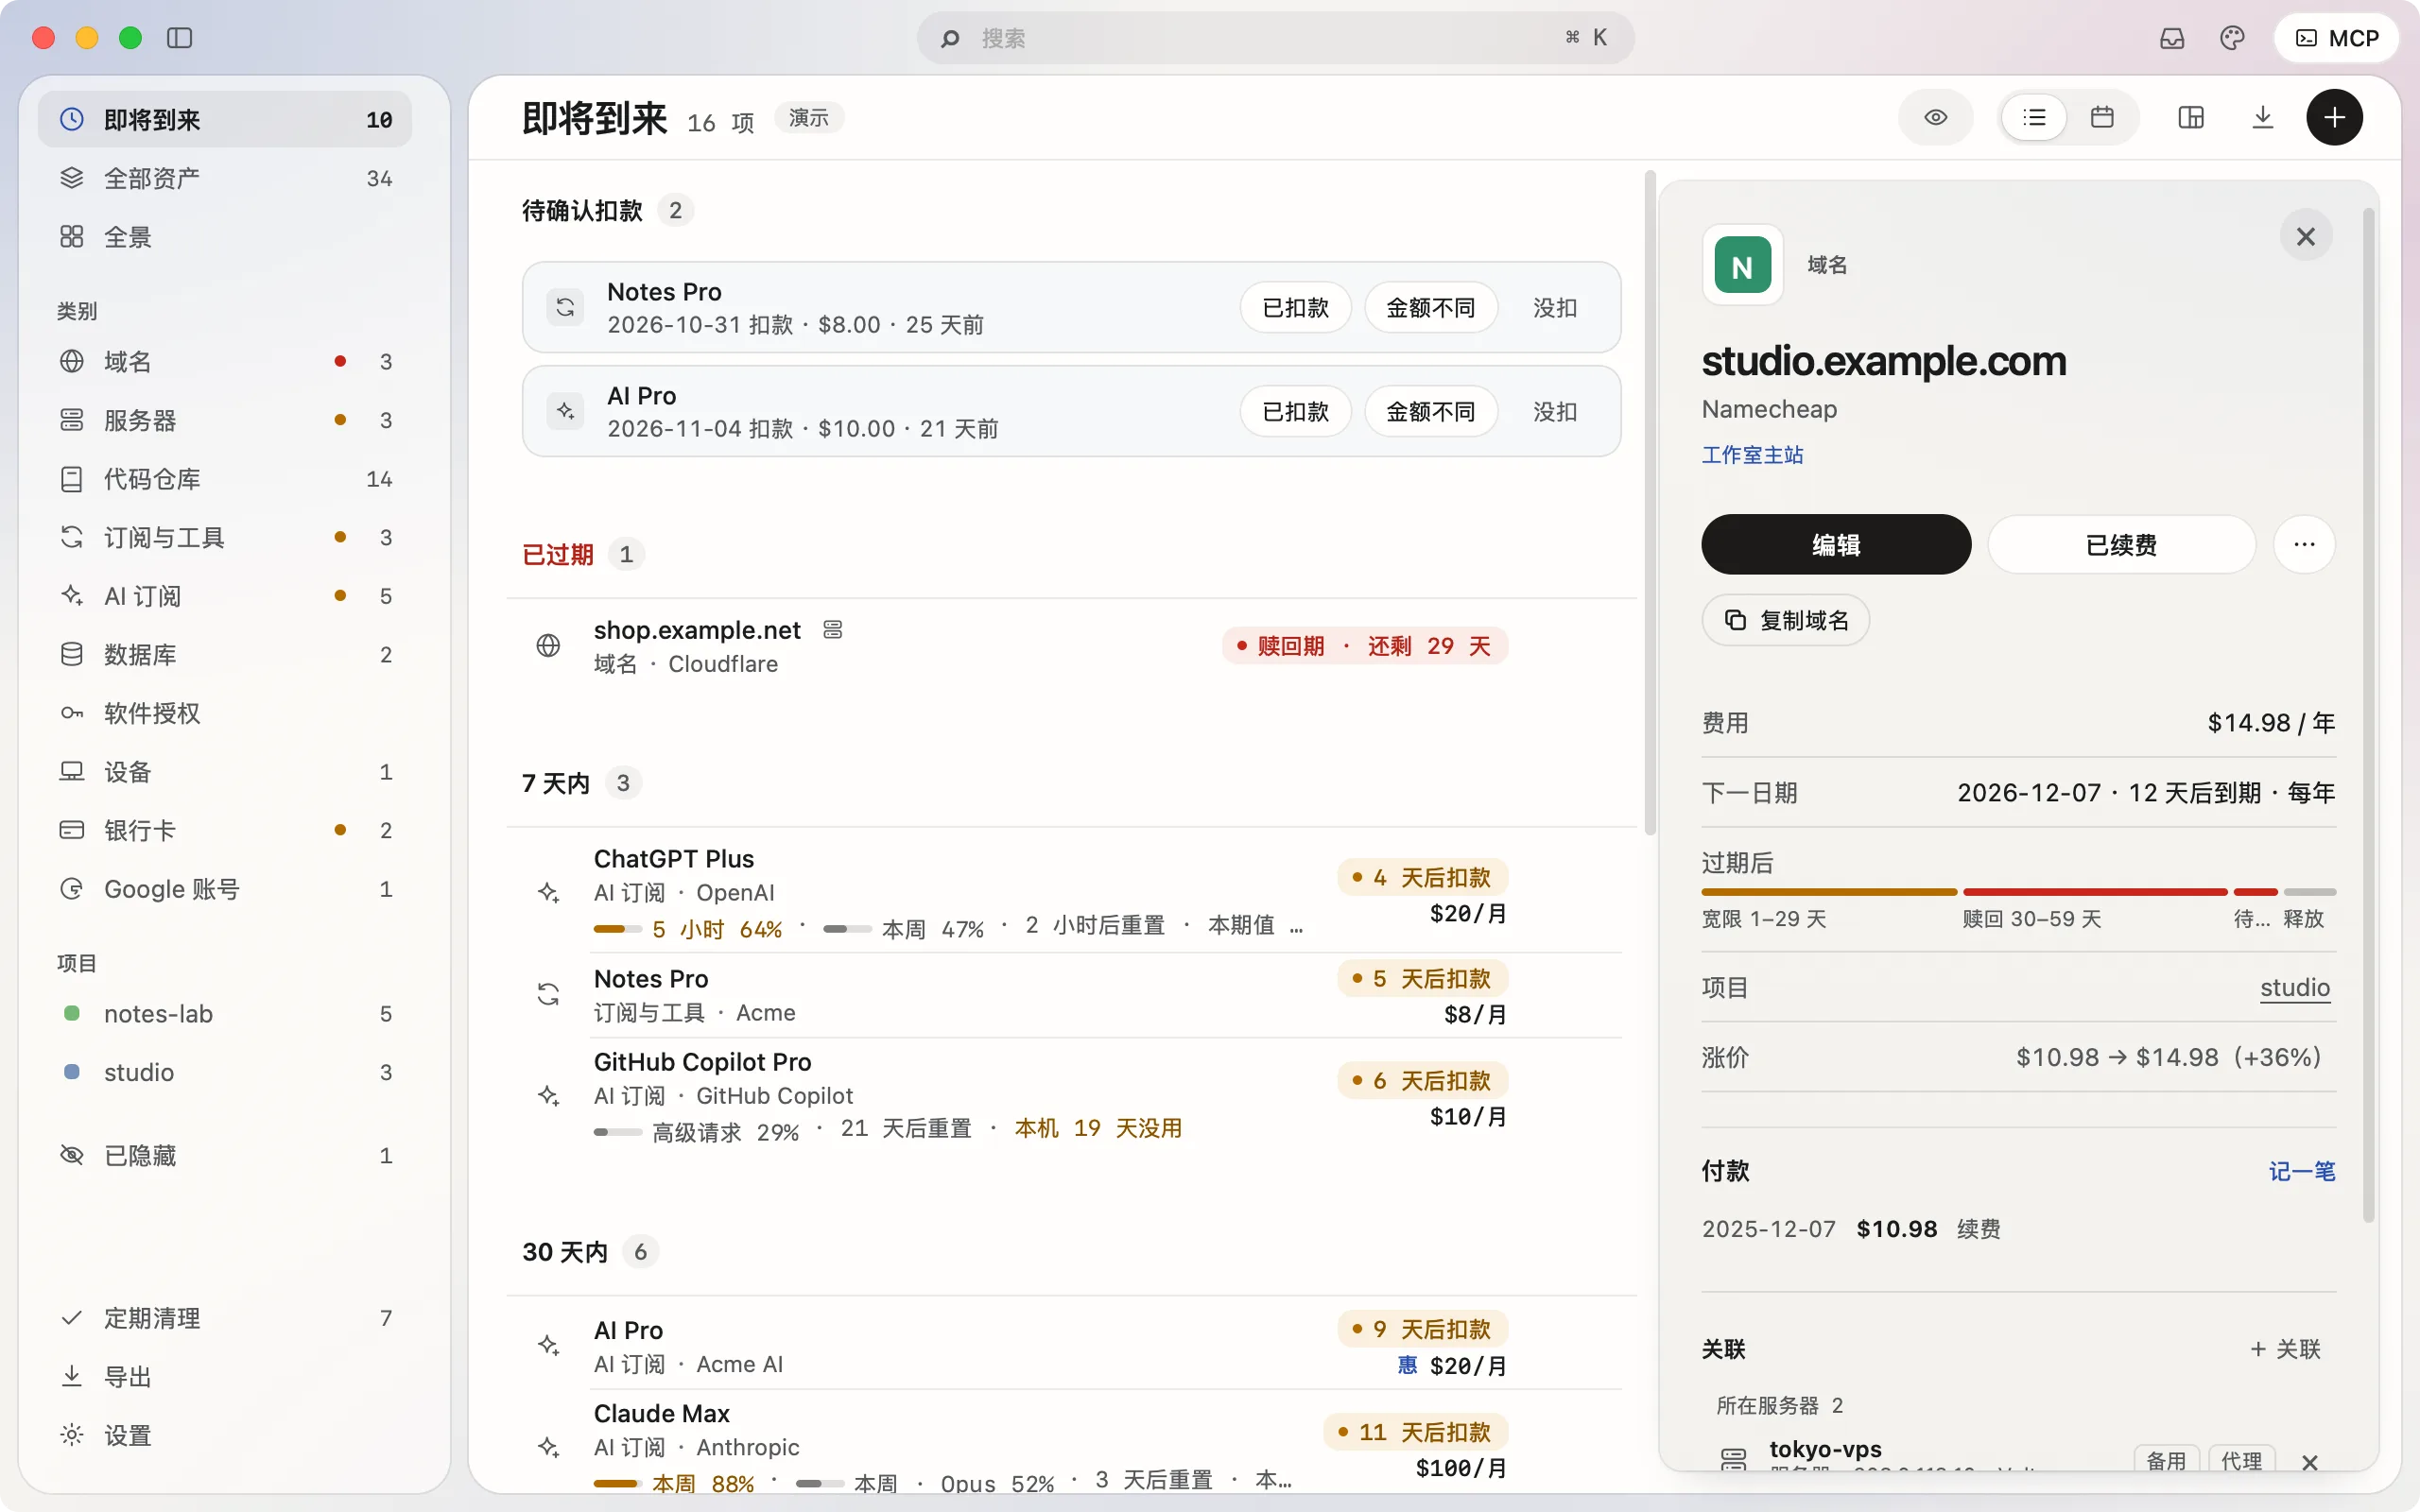 搜索 ⌘ K
MCP
即将到来 10
全部资产 34
全景
类别
域名 3
服务器 3
代码仓库 14
订阅与工具 3
AI 订阅 5
数据库 2
软件授权
设备 1
银行卡 2
Google 账号 1
项目
notes-lab 5
studio 3
已隐藏 1
定期清理 7
导出
设置
即将到来 16 项 演示
待确认扣款 2
Notes Pro
2026-10-31 扣款 · $8.00 · 25 天前
已扣款 金额不同 没扣
AI Pro
2026-11-04 扣款 · $10.00 · 21 天前
已扣款 金额不同 没扣
已过期 1
shop.example.net
域名 · Cloudflare
赎回期 · 还剩 29 天
7 天内 3
ChatGPT Plus
AI 订阅 · OpenAI
5 小时 64% · 本周 47% · 2 小时后重置 · 本期值 …
4 天后扣款
$20/月
Notes Pro
订阅与工具 · Acme
5 天后扣款
$8/月
GitHub Copilot Pro
AI 订阅 · GitHub Copilot
高级请求 29% · 21 天后重置 · 本机 19 天没用
6 天后扣款
$10/月
30 天内 6
AI Pro
AI 订阅 · Acme AI
9 天后扣款
惠 $20/月
Claude Max
AI 订阅 · Anthropic
本周 88% · 本周 · Opus 52% · 3 天后重置 · 本…
11 天后扣款
$100/月
N
域名
studio.example.com
Namecheap
工作室主站
编辑 已续费 …
复制域名
费用 $14.98 / 年
下一日期 2026-12-07 · 12 天后到期 · 每年
过期后
宽限 1–29 天 赎回 30–59 天 待… 释放
项目 studio
涨价 $10.98 → $14.98 (+36%)
付款 记一笔
2025-12-07 $10.98 续费
关联 + 关联
所在服务器 2
tokyo-vps
备用 代理